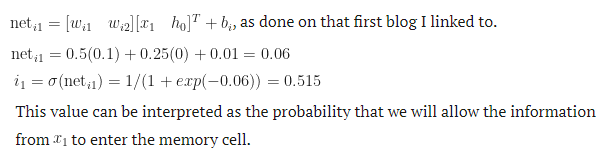 net_{i1} = [w_{i1} w_{i2}][x_1 h_0]^T + b_i, as done on that first blog I linked to.
net_{i1} = 0.5(0.1) + 0.25(0) + 0.01 = 0.06
i_1 = σ(net_{i1}) = 1/(1 + exp(−0.06)) = 0.515
This value can be interpreted as the probability that we will allow the information
from x_1 to enter the memory cell.